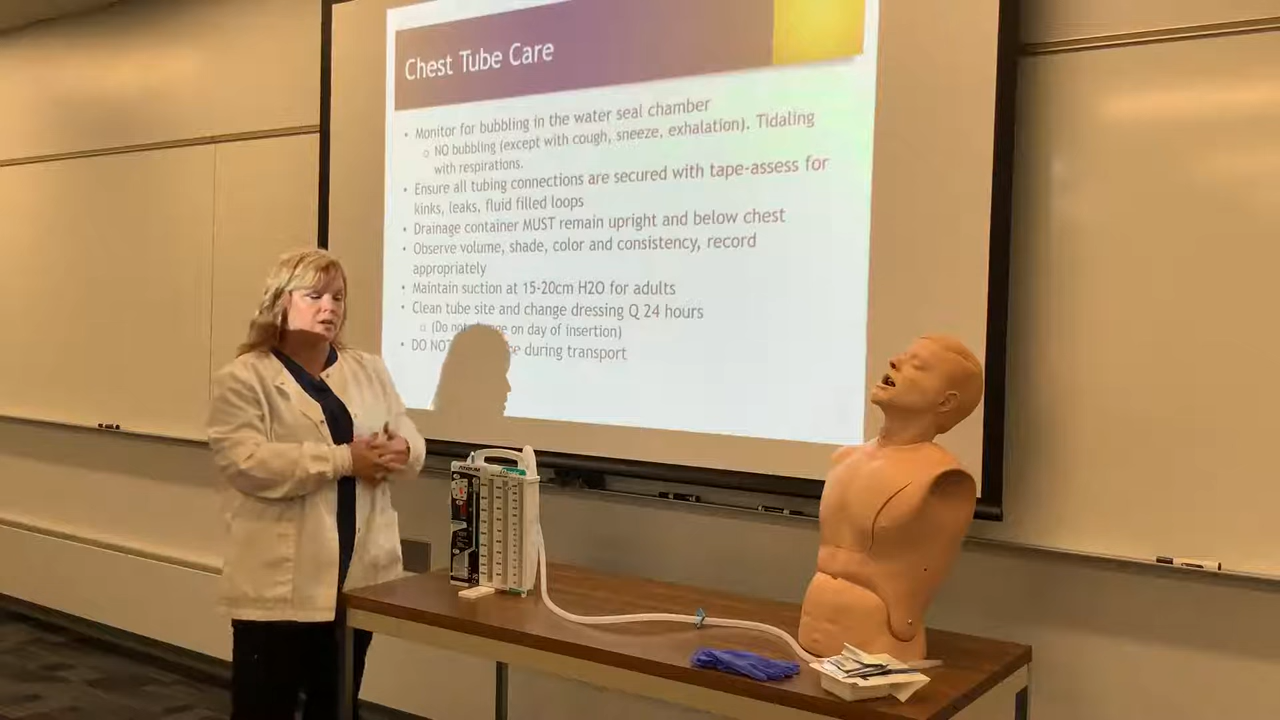 Chest Tube Care
• Monitor for bubbling in the water seal chamber
o NO bubbling (except with cough, sneeze, exhalation). Tidaling
with respirations.
• Ensure all tubing connections are secured with tape-assess for
kinks, leaks, fluid filled loops
• Drainage container MUST remain upright and below chest
• Observe volume, shade, color and consistency, record
appropriately
• Maintain suction at 15-20cm H2O for adults
• Clean tube site and change dressing Q 24 hours
(Do not on day of insertion)
• DO NOT during transport